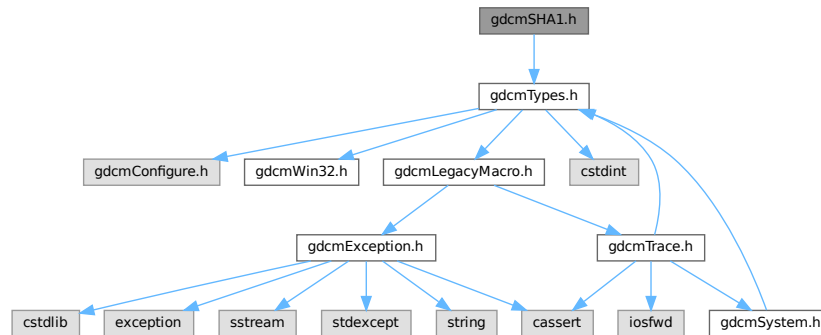 gdcmSHA1.h
gdcmTypes.h
gdcmConfigure.h
gdcmWin32.h
gdcmLegacyMacro.h
cstdint
gdcmException.h
gdcmTrace.h
cstdlib
exception
sstream
stdexcept
string
cassert
iosfwd
gdcmSystem.h